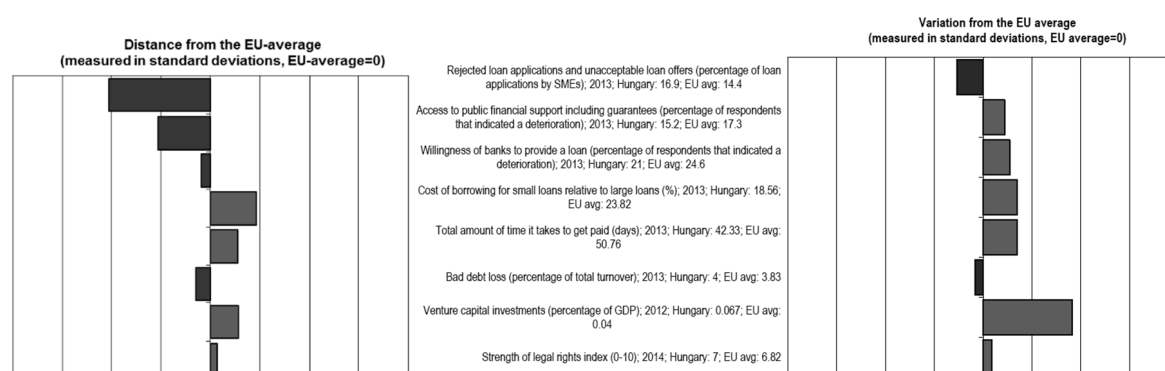 Distance from the EU-average
(measured in standard deviations, EU-average=0)
Rejected loan applications and unacceptable loan offers (percentage of loan
applications by SMEs); 2013; Hungary: 16.9; EU avg: 14.4
Access to public financial support including guarantees (percentage of respondents
that indicated a deterioration); 2013; Hungary: 15.2; EU avg: 17.3
Willingness of banks to provide a loan (percentage of respondents that indicated a
deterioration); 2013; Hungary: 21; EU avg: 24.6
Cost of borrowing for small loans relative to large loans (%); 2013; Hungary: 18.56;
EU avg: 23.82
Total amount of time it takes to get paid (days); 2013; Hungary: 42.33; EU avg:
50.76
Bad debt loss (percentage of total turnover); 2013; Hungary: 4; EU avg: 3.83
Venture capital investments (percentage of GDP); 2012; Hungary: 0.067; EU avg:
0.04
Strength of legal rights index (0-10); 2014; Hungary: 7; EU avg: 6.82
Variation from the EU average
(measured in standard deviations, EU average=0)